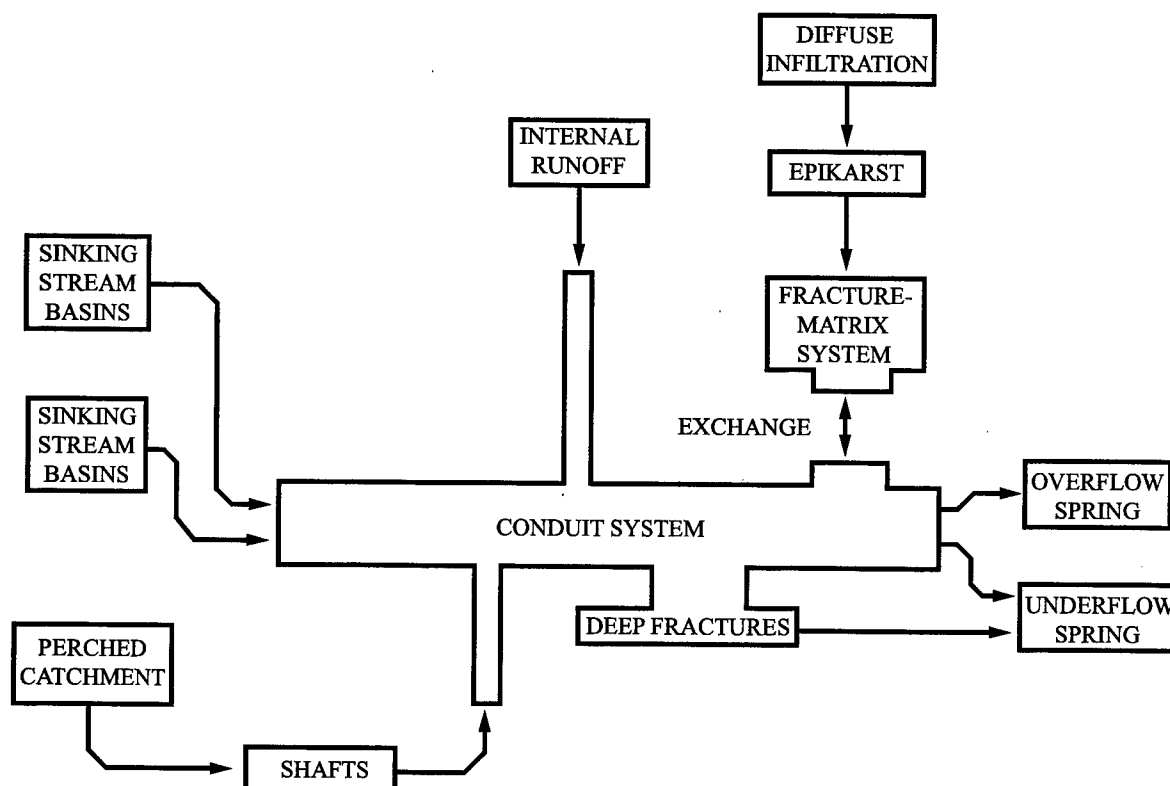 DIFFUSE
INFILTRATION
INTERNAL
RUNOFF
EPIKARST
SINKING
STREAM
BASINS
FRACTURE-
MATRIX
SYSTEM
SINKING
STREAM
BASINS
EXCHANGE
OVERFLOW
SPRING
CONDUIT SYSTEM
UNDERFLOW
SPRING
DEEP FRACTURES
PERCHED
CATCHMENT
SHAFTS